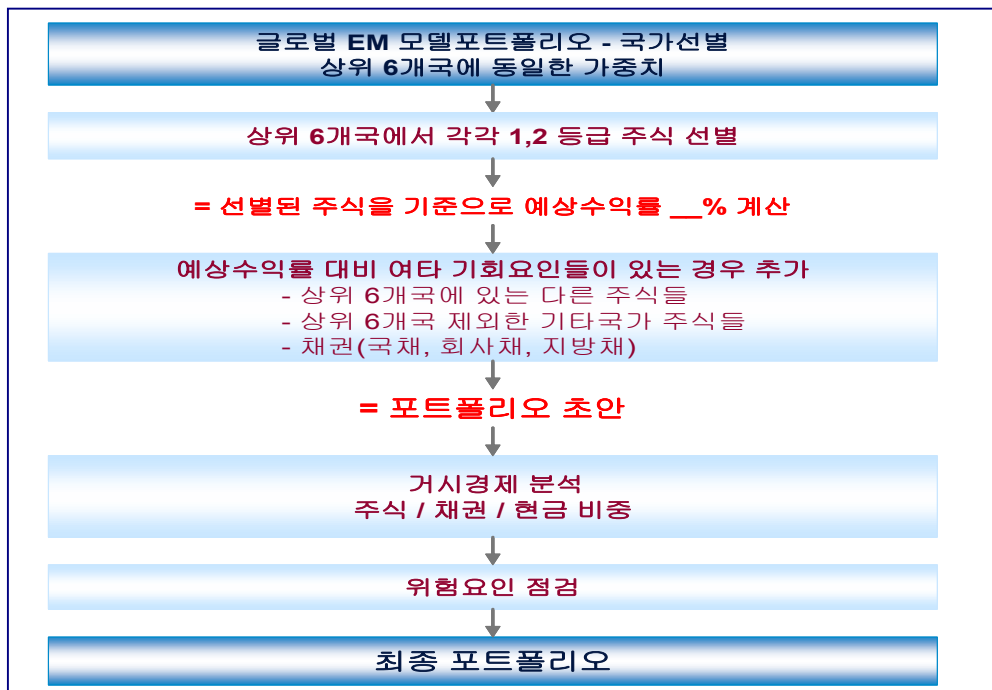 글로벌 EM 모델포트폴리오 - 국가선별
상위 6개국에 동일한 가중치
상위 6개국에서 각각 1,2 등급 주식 선별
= 선별된 주식을 기준으로 예상수익률 __% 계산
예상수익률 대비 여타 기회요인들이 있는 경우 추가
- 상위 6개국에 있는 다른 주식들
- 상위 6개국 제외한 기타국가 주식들
- 채권(국채, 회사채, 지방채)
= 포트폴리오 초안
거시경제 분석
주식 / 채권 / 현금 비중
위험요인 점검
최종 포트폴리오